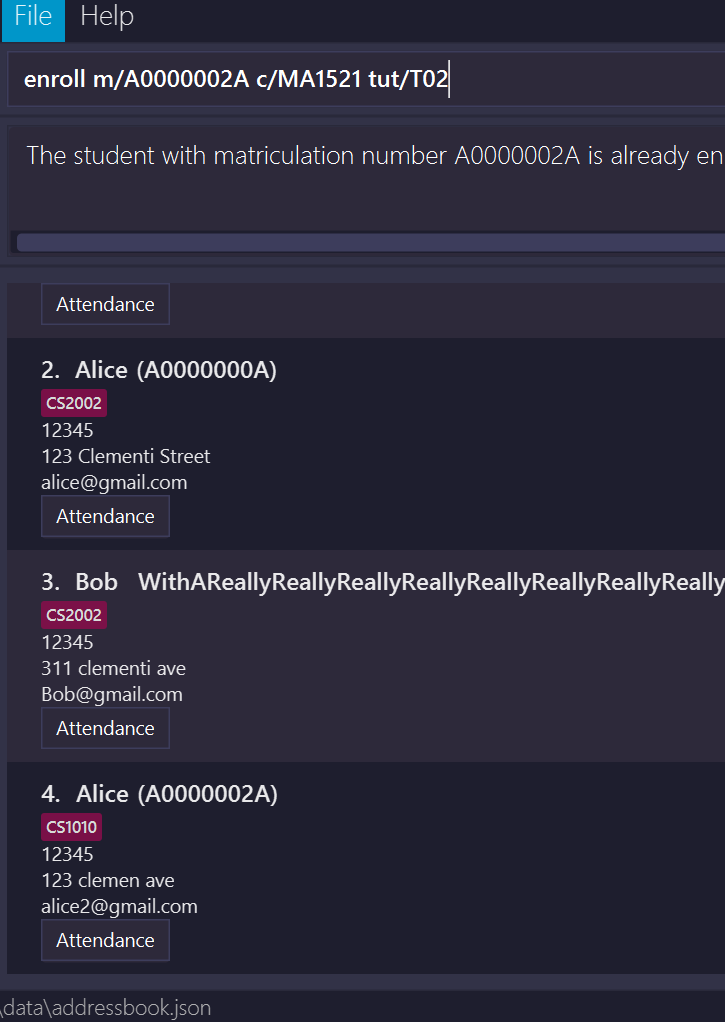 File Help
enroll m/A0000002A c/MA1521 tut/T02
The student with matriculation number A0000002A is already en
Attendance
2. Alice (A0000000A)
CS2002
12345
123 Clementi Street
alice@gmail.com
Attendance
3. Bob WithAReallyReallyReallyReallyReallyReallyReallyReally
CS2002
12345
311 clementi ave
Bob@gmail.com
Attendance
4. Alice (A0000002A)
CS1010
12345
123 clemen ave
alice2@gmail.com
Attendance
\data\addressbook.json